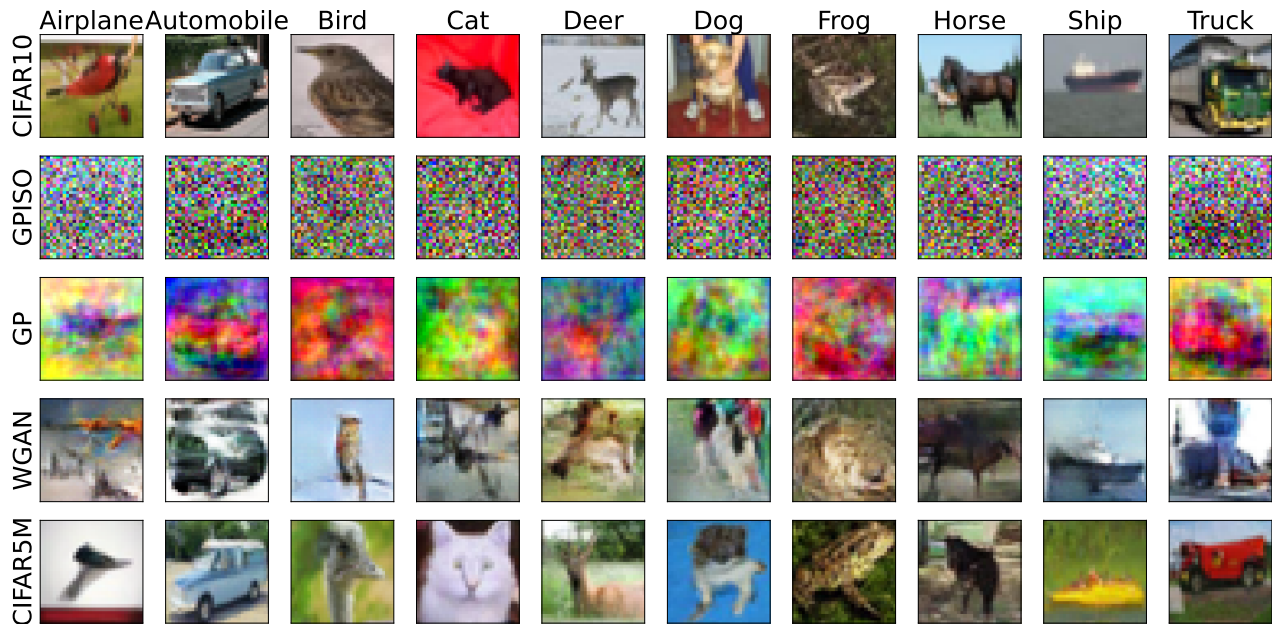 Airplane Automobile Bird Cat Deer Dog Frog Horse Ship Truck
CIFAR10
GPISO
GP
WGAN
CIFAR5M